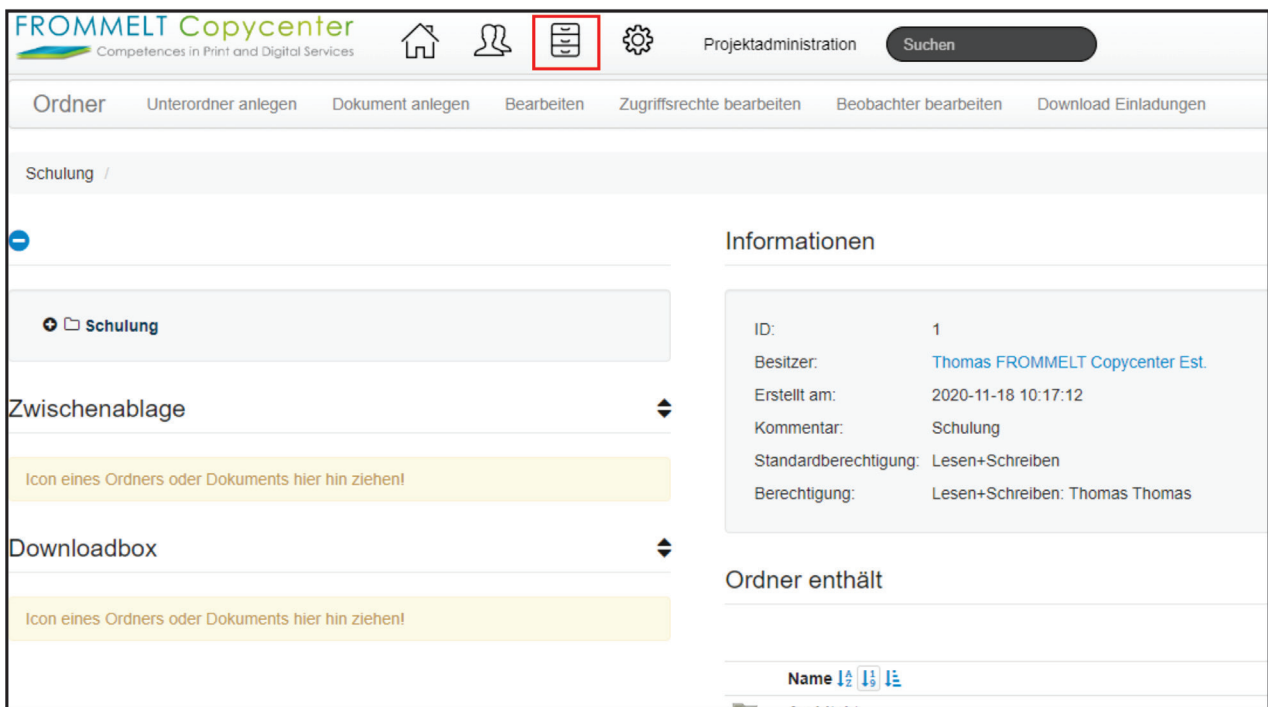 FROMMELT Copycenter
Competences in Print and Digital Services
Projektadministration
Suchen
Ordner Unterordner anlegen Dokument anlegen Bearbeiten Zugriffsrechte bearbeiten Beobachter bearbeiten Download Einladungen
Schulung /
Schulung
Zwischenablage
Icon eines Ordners oder Dokuments hier hin ziehen!
Downloadbox
Icon eines Ordners oder Dokuments hier hin ziehen!
Informationen
ID: 1
Besitzer: Thomas FROMMELT Copycenter Est.
Erstellt am: 2020-11-18 10:17:12
Kommentar: Schulung
Standardberechtigung: Lesen+Schreiben
Berechtigung: Lesen+Schreiben: Thomas Thomas
Ordner enthält
Name